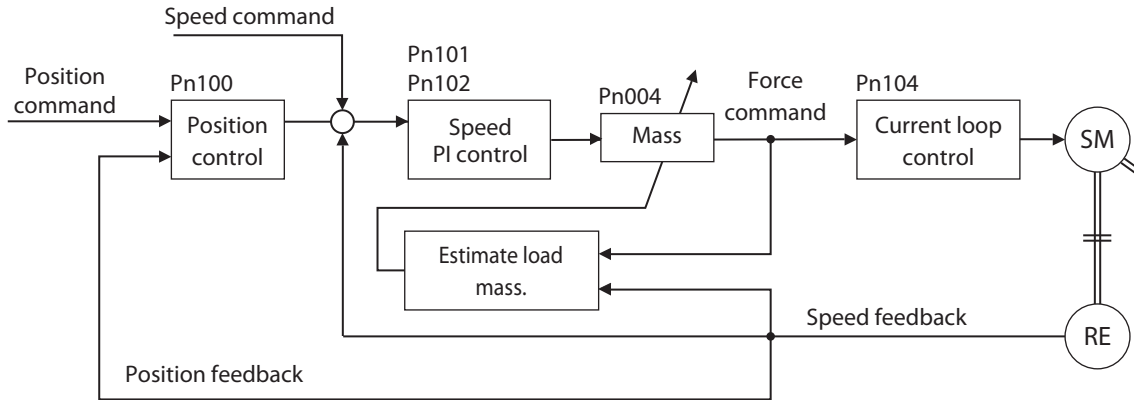 Speed command
Pn101
Pn102
Position
command
Pn100
Position
control
Speed
PI control
Pn004
Mass
Force
command
Pn104
Current loop
control
SM
Estimate load
mass.
Speed feedback
RE
Position feedback